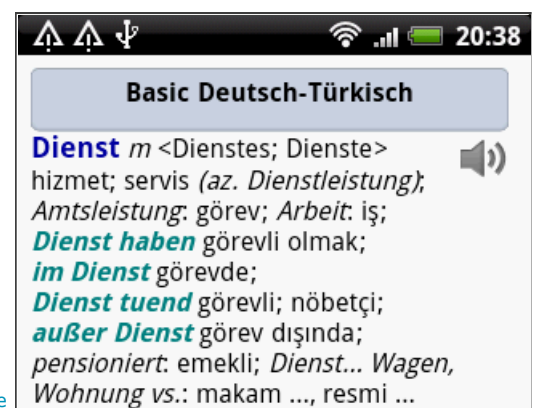 20:38
Basic Deutsch-Türkisch
Dienst m <Dienstes; Dienste>
hizmet; servis (az. Dienstleistung);
Amtsleistung: görev; Arbeit: iş;
Dienst haben görevli olmak;
im Dienst görevde;
Dienst tuend görevli; nöbetçi;
außer Dienst görev dışında;
pensioniert: emekli; Dienst... Wagen,
Wohnung vs.: makam ..., resmi ...
e